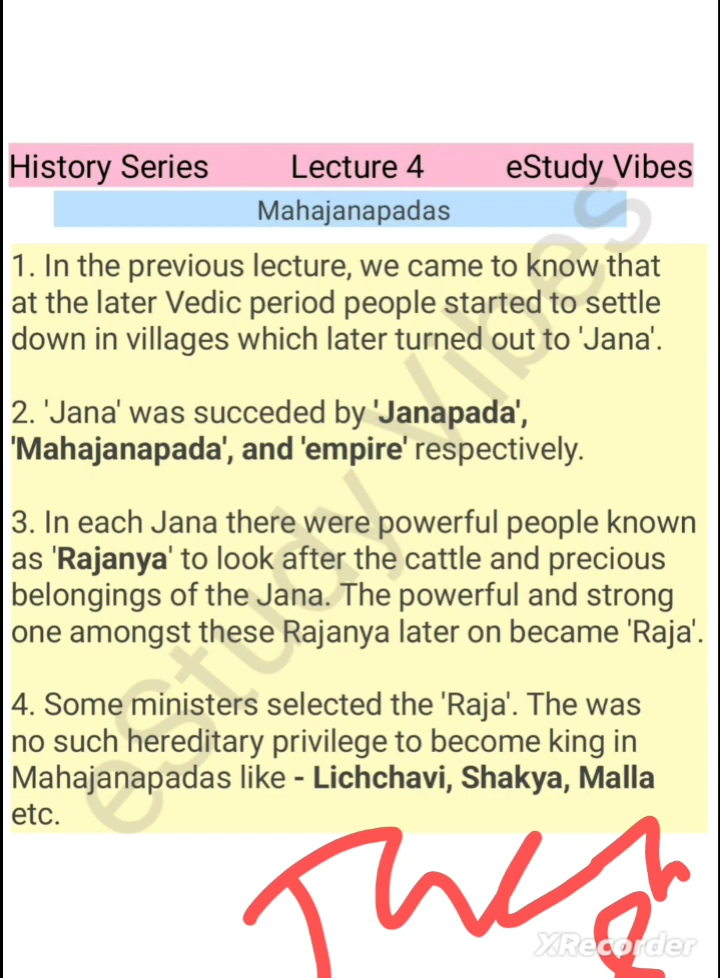 History Series Lecture 4 eStudy Vibes
Mahajanapadas
1. In the previous lecture, we came to know that
at the later Vedic period people started to settle
down in villages which later turned out to 'Jana'.
2. 'Jana' was succeded by 'Janapada',
'Mahajanapada', and 'empire' respectively.
3. In each Jana there were powerful people known
as 'Rajanya' to look after the cattle and precious
belongings of the Jana. The powerful and strong
one amongst these Rajanya later on became 'Raja'.
4. Some ministers selected the 'Raja'. The was
no such hereditary privilege to become king in
Mahajanapadas like - Lichchavi, Shakya, Malla
etc.
eStudy Vibes
XRecorder